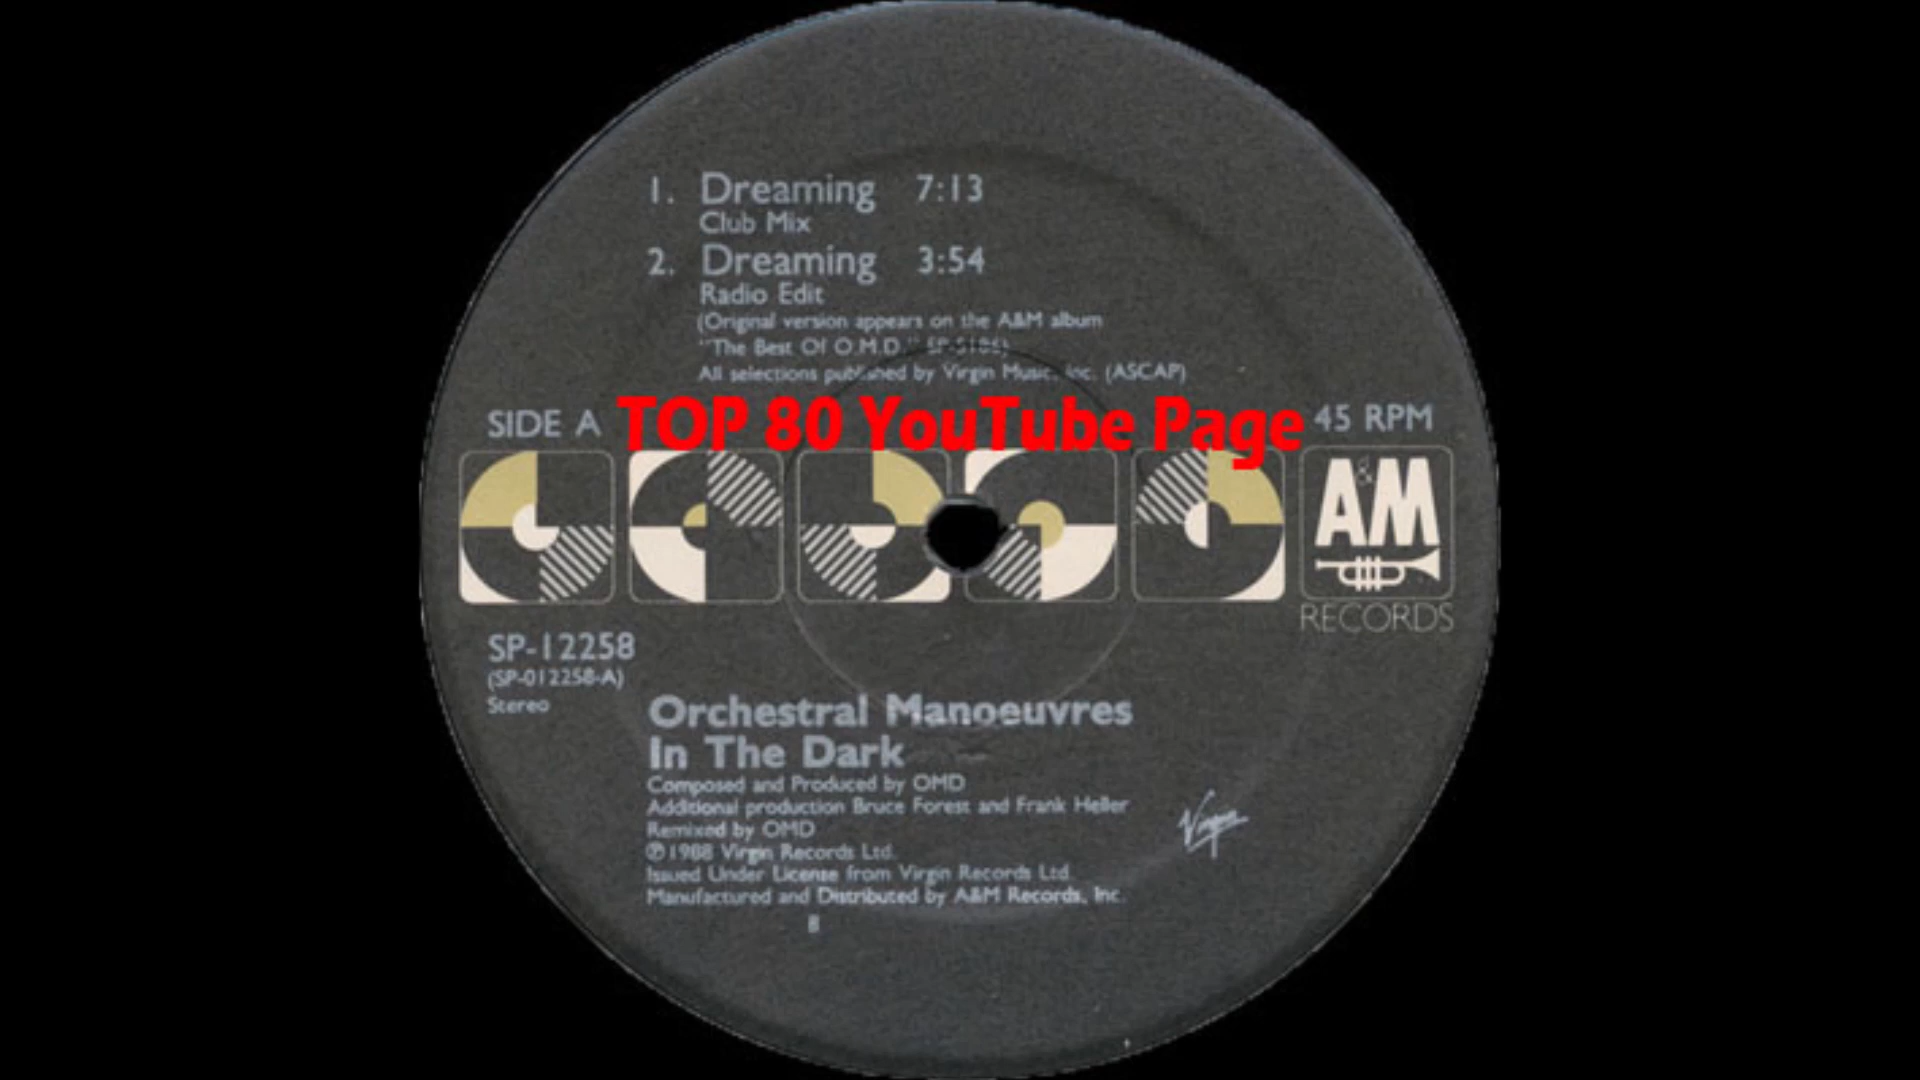 1. Dreaming 7:13
Club Mix
2. Dreaming 3:54
Radio Edit
(Original version appears on the A&M album
"The Best Of O.M.D." SP-5186)
All selections published by Virgin Music, Inc. (ASCAP)
SIDE A
TOP 80 YouTube Page
45 RPM
A&M
RECORDS
SP-12258
(SP-012258-A)
Stereo
Orchestral Manoeuvres
In The Dark
Composed and Produced by OMD
Additional production Bruce Forest and Frank Heller
Remixed by OMD
℗1988 Virgin Records Ltd.
Issued Under License from Virgin Records Ltd.
Manufactured and Distributed by A&M Records, Inc.
Virgin